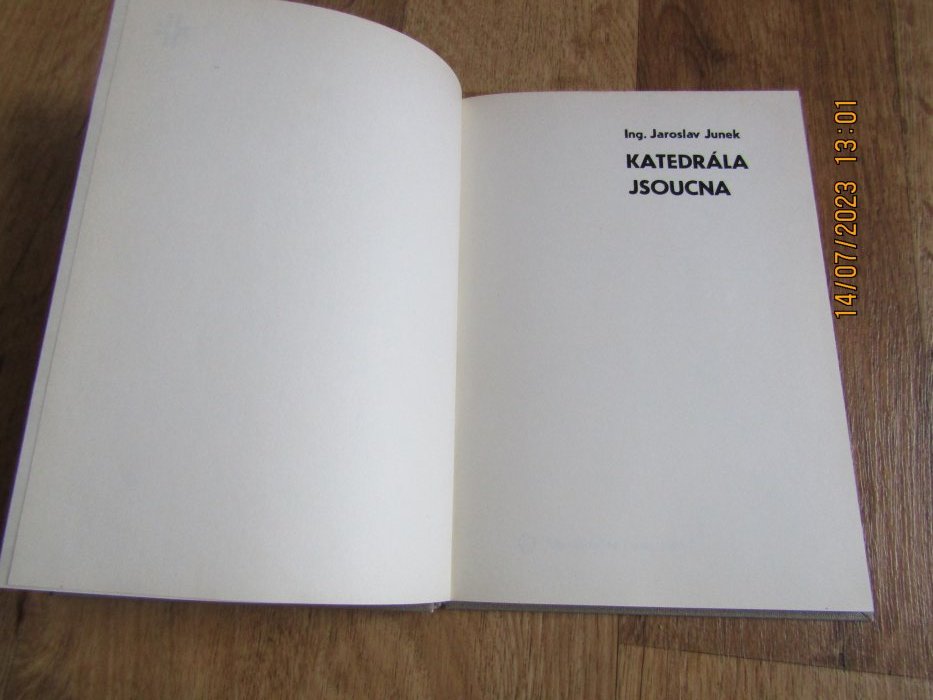 Ing. Jaroslav Junek
KATEDRÁLA
JSOUCNA
14/07/2023 13:01